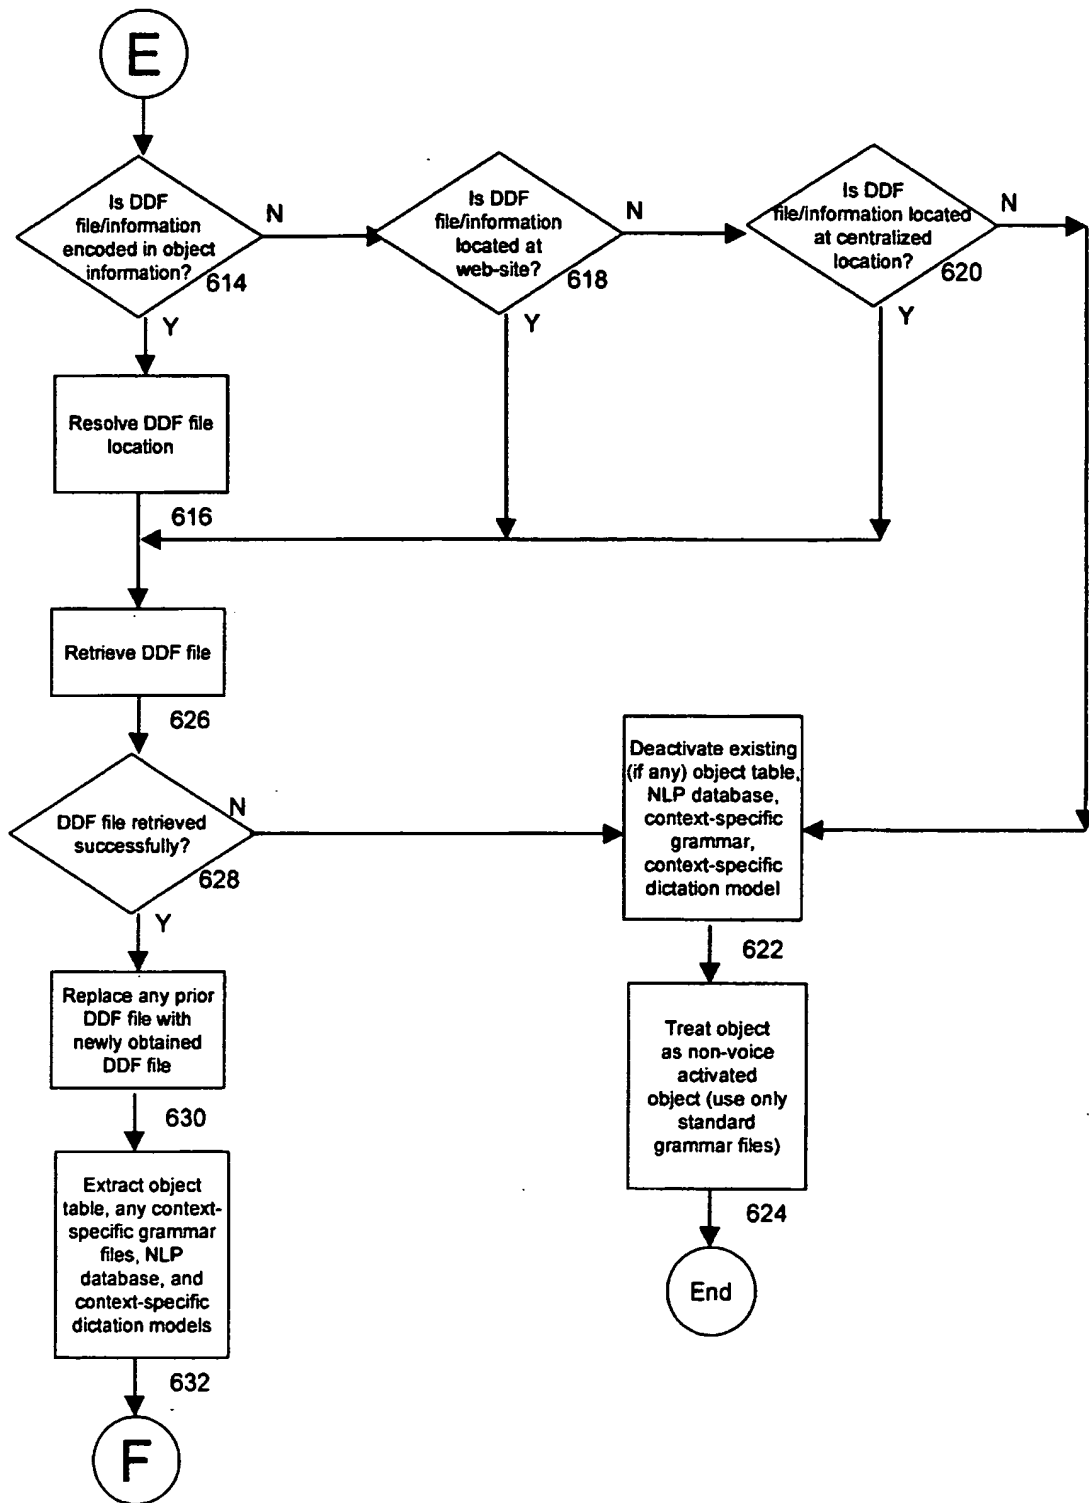 E
Is DDF
file/information
encoded in object
information?
614
N
Y
Is DDF
file/information
located at
web-site?
618
N
Y
Is DDF
file/information located
at centralized
location?
620
N
Y
Resolve DDF file
location
616
Retrieve DDF file
626
DDF file retrieved
successfully?
628
N
Y
Deactivate existing
(if any) object table,
NLP database,
context-specific
grammar,
context-specific
dictation model
622
Replace any prior
DDF file with
newly obtained
DDF file
630
Treat object
as non-voice
activated
object (use only
standard
grammar files)
624
Extract object
table, any context-
specific grammar
files, NLP
database, and
context-specific
dictation models
632
End
F